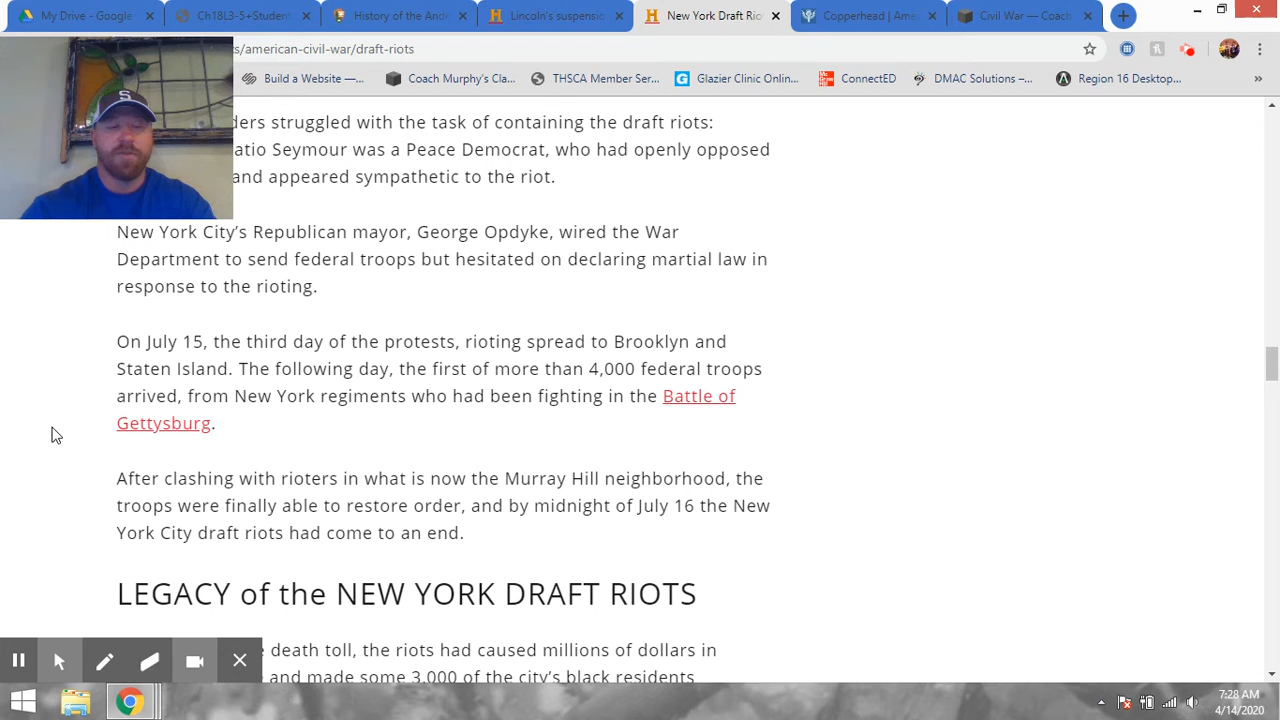 My Drive - Google
Ch18L3-5+Student
History of the Ande
Lincoln's suspensio
New York Draft Rio
Copperhead | Ame
Civil War — Coach
s/american-civil-war/draft-riots
Build a Website —...
Coach Murphy's Cla...
THSCA Member Ser...
Glazier Clinic Onlin...
ConnectED
DMAC Solutions –...
Region 16 Desktop...
»
S
ders struggled with the task of containing the draft riots:
atio Seymour was a Peace Democrat, who had openly opposed
and appeared sympathetic to the riot.
New York City's Republican mayor, George Opdyke, wired the War
Department to send federal troops but hesitated on declaring martial law in
response to the rioting.
On July 15, the third day of the protests, rioting spread to Brooklyn and
Staten Island. The following day, the first of more than 4,000 federal troops
arrived, from New York regiments who had been fighting in the Battle of
Gettysburg.
After clashing with rioters in what is now the Murray Hill neighborhood, the
troops were finally able to restore order, and by midnight of July 16 the New
York City draft riots had come to an end.
LEGACY of the NEW YORK DRAFT RIOTS
e death toll, the riots had caused millions of dollars in
and made some 3,000 of the city's black residents
7:28 AM
4/14/2020